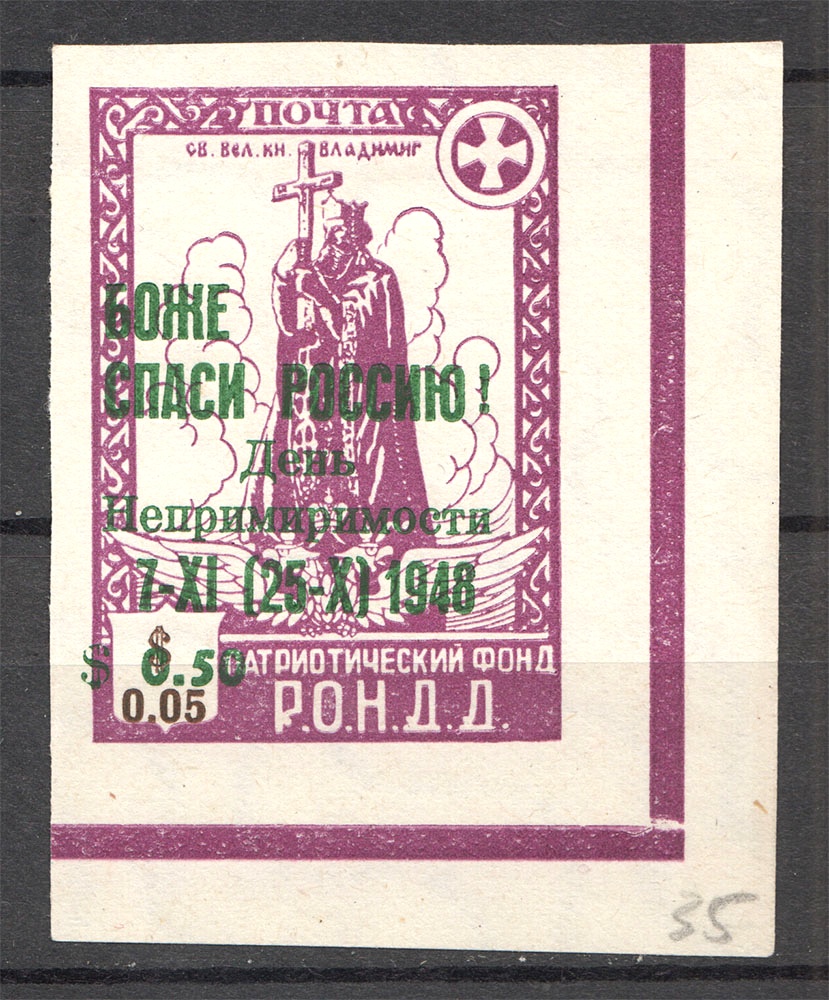 ПОЧТА
СВ. ВЕЛ. КН. ВЛАДИМИГ
БОЖЕ
СПАСИ РОССИЮ!
День
Непримиримости
7-XI (25-X) 1948
$ 0.50
ПАТРИОТИЧЕСКИЙ ФОНД
$
0.05
Р.О.Н.Д.Д.
35